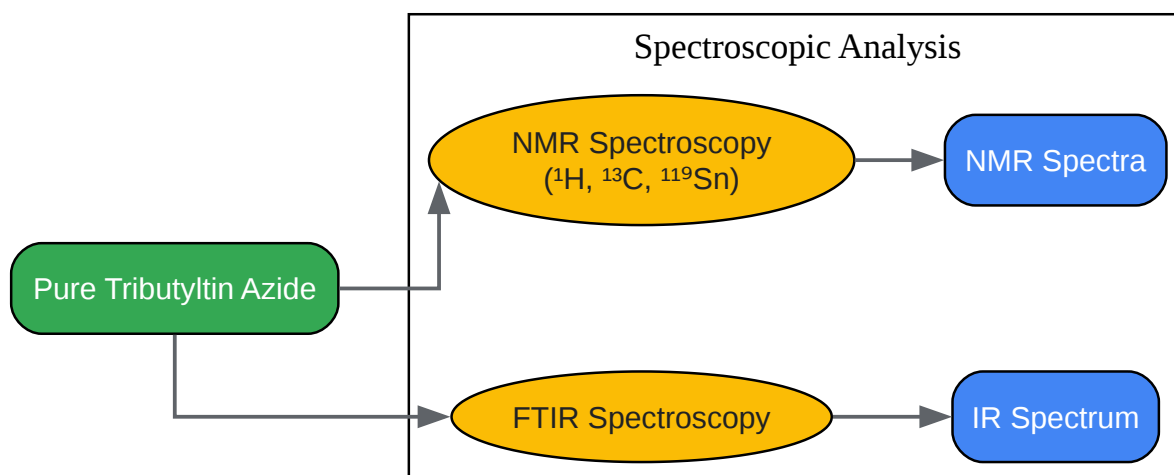 Spectroscopic Analysis
NMR Spectroscopy
(¹H, ¹³C, ¹¹⁹Sn)
NMR Spectra
Pure Tributyltin Azide
FTIR Spectroscopy
IR Spectrum